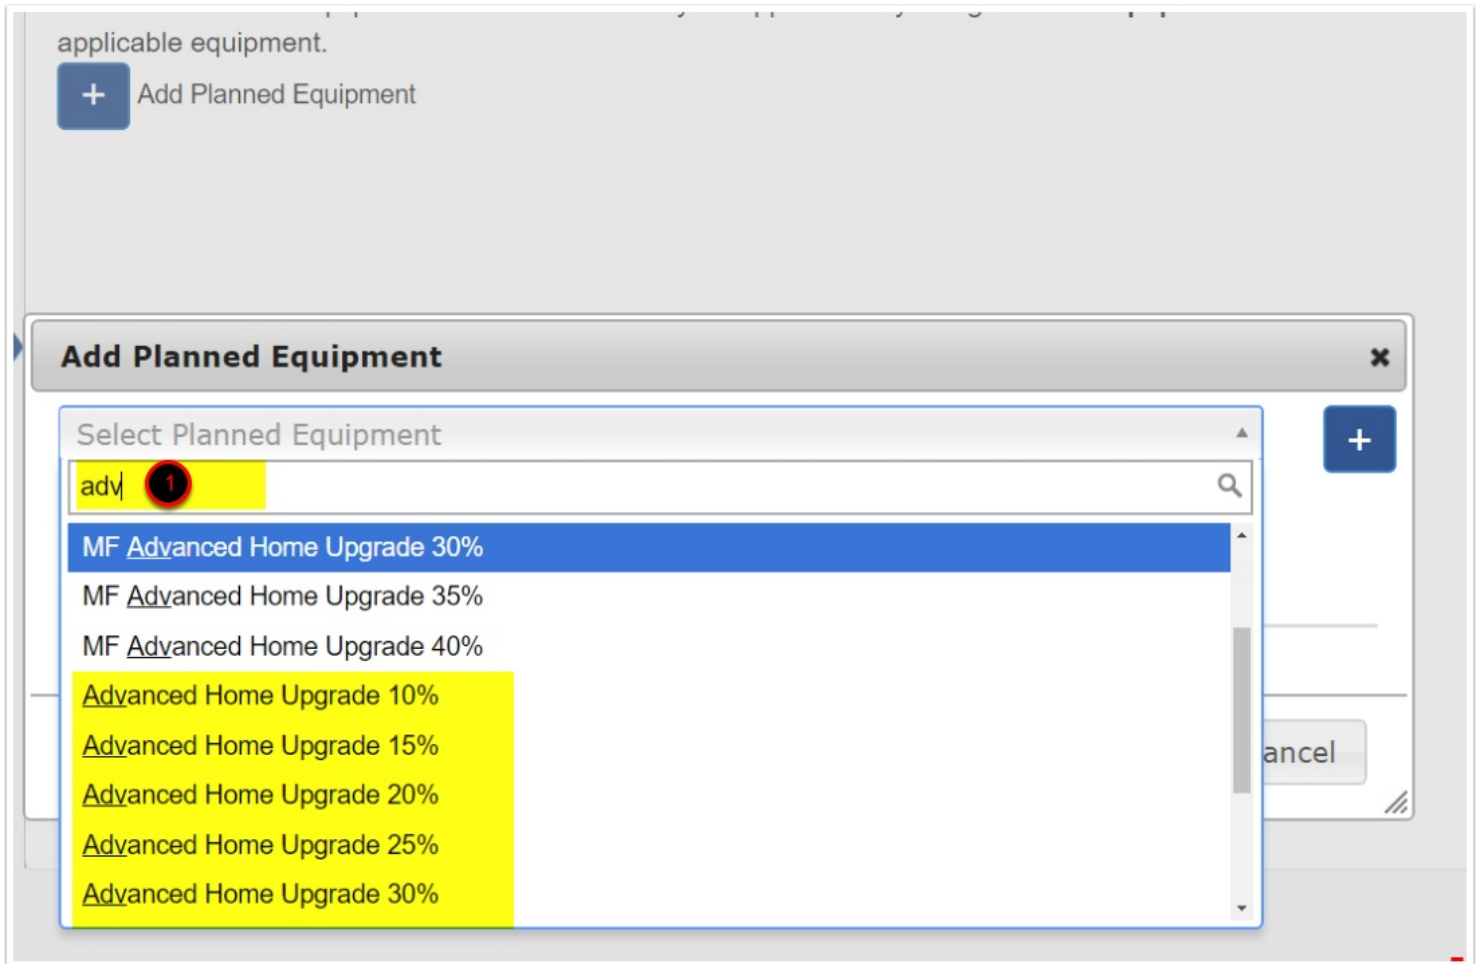 applicable equipment.
+ Add Planned Equipment
Add Planned Equipment
Select Planned Equipment
+
adv 1
MF Advanced Home Upgrade 30%
MF Advanced Home Upgrade 35%
MF Advanced Home Upgrade 40%
Advanced Home Upgrade 10%
Advanced Home Upgrade 15%
ancel
Advanced Home Upgrade 20%
Advanced Home Upgrade 25%
Advanced Home Upgrade 30%